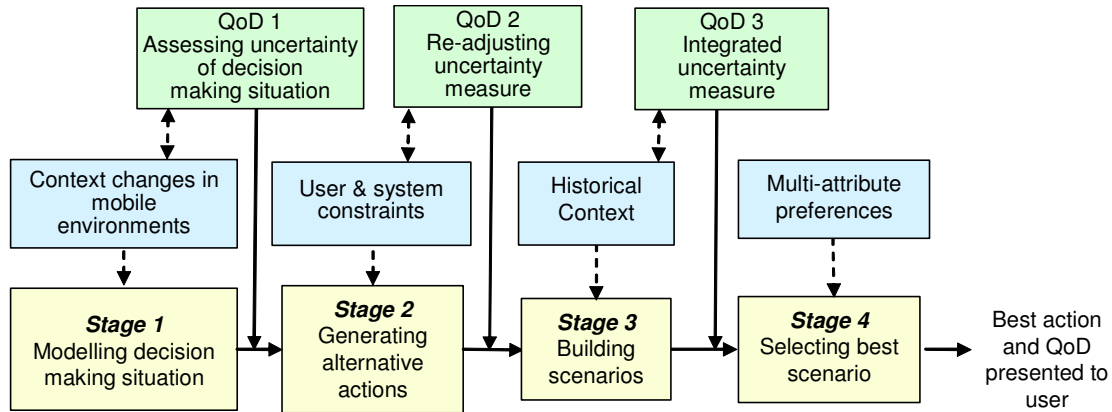 QoD 1
Assessing uncertainty
of decision
making situation
QoD 2
Re-adjusting
uncertainty
measure
QoD 3
Integrated
uncertainty
measure
Context changes in
mobile
environments
User & system
constraints
Historical
Context
Multi-attribute
preferences
Stage 1
Modelling decision
making situation
Stage 2
Generating
alternative
actions
Stage 3
Building
scenarios
Stage 4
Selecting best
scenario
Best action
and QoD
presented to
user